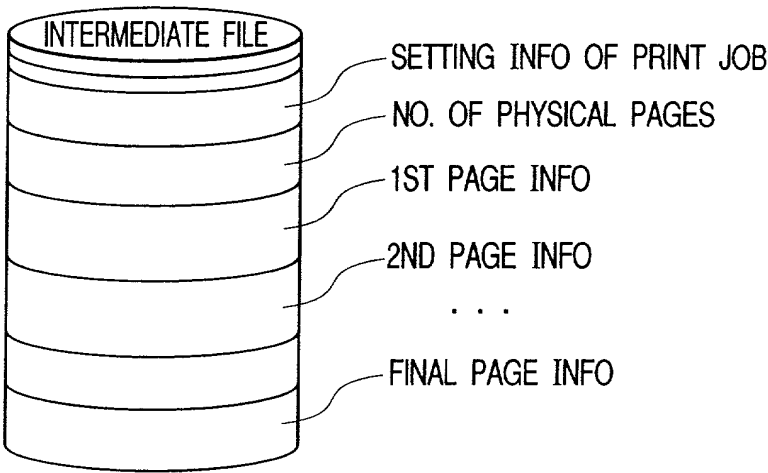 INTERMEDIATE FILE
SETTING INFO OF PRINT JOB
NO. OF PHYSICAL PAGES
1ST PAGE INFO
2ND PAGE INFO
. . .
FINAL PAGE INFO